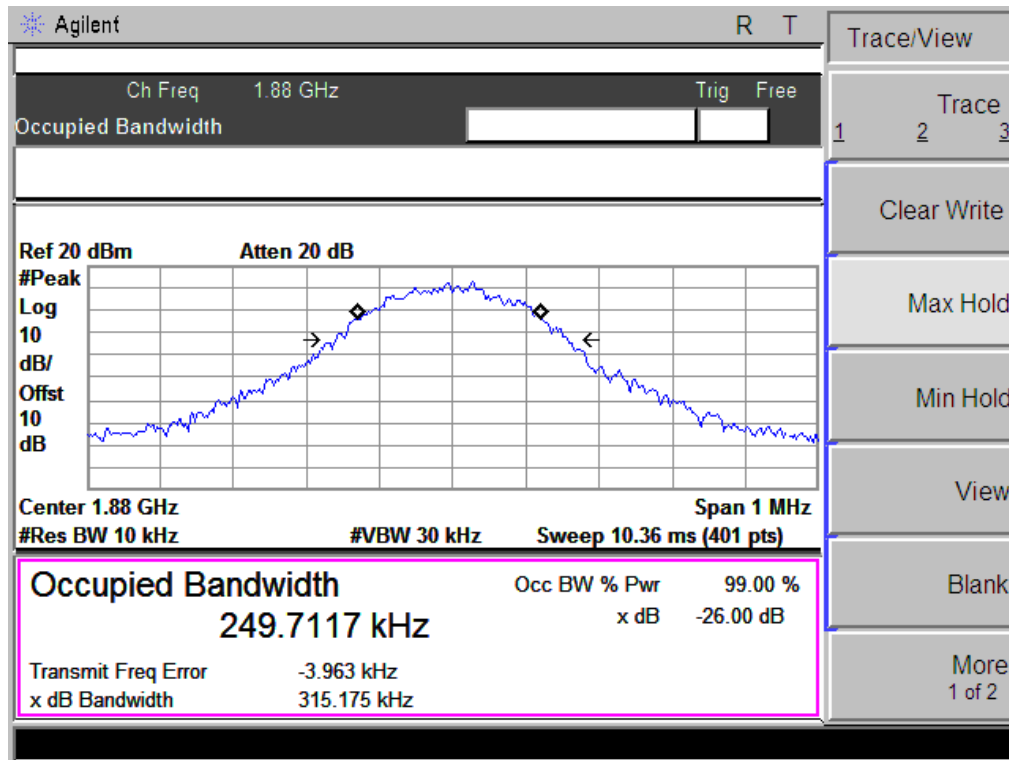 Agilent R T
Trace/View
Ch Freq 1.88 GHz Trig Free
Occupied Bandwidth
Trace
1 2 3
Clear Write
Max Hold
Min Hold
View
Blank
More
1 of 2
Ref 20 dBm Atten 20 dB
#Peak
Log
10
dB/
Offst
10
dB
Center 1.88 GHz Span 1 MHz
#Res BW 10 kHz #VBW 30 kHz Sweep 10.36 ms (401 pts)
Occupied Bandwidth Occ BW % Pwr 99.00 %
249.7117 kHz x dB -26.00 dB
Transmit Freq Error -3.963 kHz
x dB Bandwidth 315.175 kHz